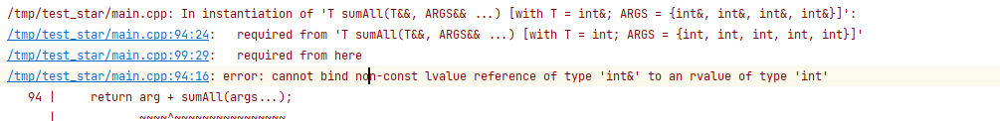 /tmp/test_star/main.cpp: In instantiation of 'T sumAll(T&&, ARGS&& ...) [with T = int&; ARGS = {int&, int&, int&, int&}]':
/tmp/test_star/main.cpp:94:24:   required from 'T sumAll(T&&, ARGS&& ...) [with T = int; ARGS = {int, int, int, int, int}]'
/tmp/test_star/main.cpp:99:29:   required from here
/tmp/test_star/main.cpp:94:16: error: cannot bind non-const lvalue reference of type 'int&' to an rvalue of type 'int'
   94 |     return arg + sumAll(args...);
      |            ~~~~^~~~~~~~~~~~~~~~~